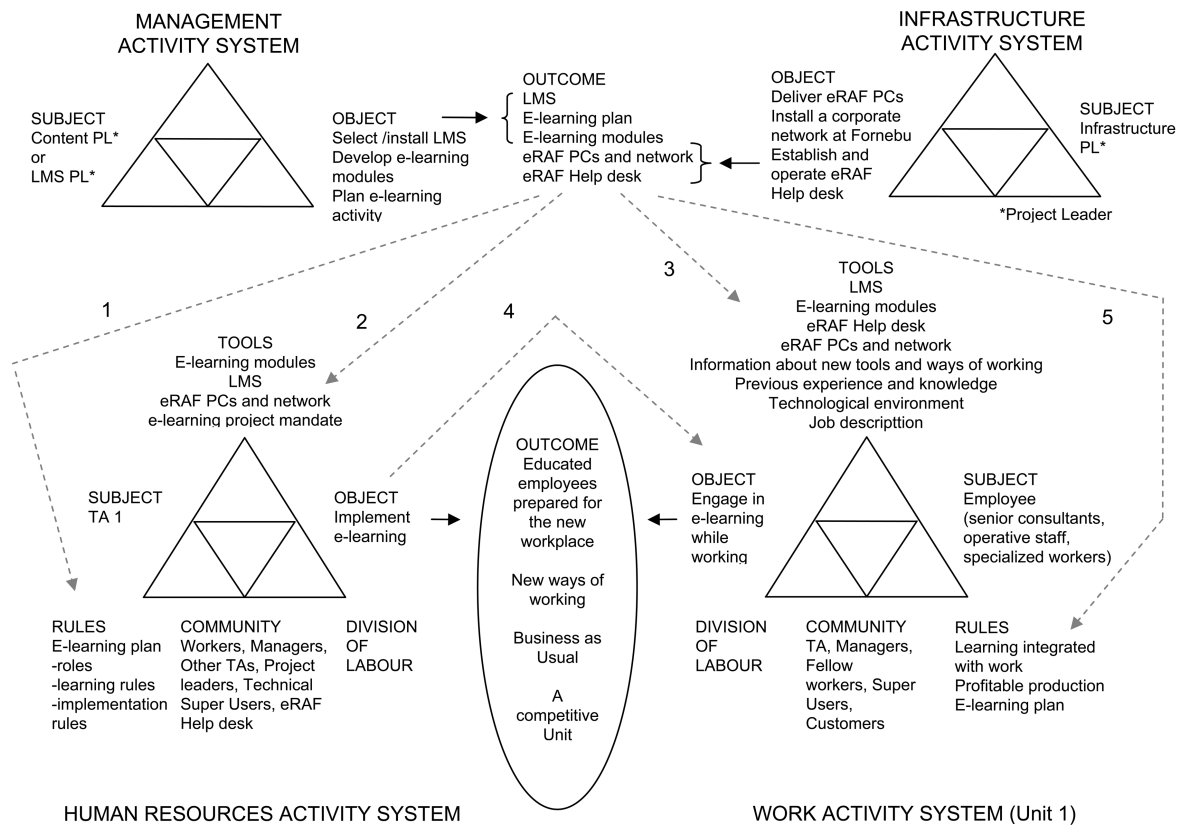 MANAGEMENT
ACTIVITY SYSTEM
INFRASTRUCTURE
ACTIVITY SYSTEM
SUBJECT
Content PL*
or
LMS PL*
OBJECT
Select /install LMS
Develop e-learning
modules
Plan e-learning
activity
OUTCOME
LMS
E-learning plan
E-learning modules
eRAF PCs and network
eRAF Help desk
OBJECT
Deliver eRAF PCs
Install a corporate
network at Fornebu
Establish and
operate eRAF
Help desk
SUBJECT
Infrastructure
PL*
*Project Leader
1
2
3
4
5
TOOLS
E-learning modules
LMS
eRAF PCs and network
e-learning project mandate
TOOLS
LMS
E-learning modules
eRAF Help desk
eRAF PCs and network
Information about new tools and ways of working
Previous experience and knowledge
Technological environment
Job descripttion
SUBJECT
TA 1
OBJECT
Implement
e-learning
OUTCOME
Educated
employees
prepared for
the new
workplace
New ways of
working
Business as
Usual
A
competitive
Unit
OBJECT
Engage in
e-learning
while
working
SUBJECT
Employee
(senior consultants,
operative staff,
specialized workers)
RULES
E-learning plan
-roles
-learning rules
-implementation
rules
COMMUNITY
Workers, Managers,
Other TAs, Project
leaders, Technical
Super Users, eRAF
Help desk
DIVISION
OF
LABOUR
DIVISION
OF
LABOUR
COMMUNITY
TA, Managers,
Fellow
workers, Super
Users,
Customers
RULES
Learning integrated
with work
Profitable production
E-learning plan
HUMAN RESOURCES ACTIVITY SYSTEM
WORK ACTIVITY SYSTEM (Unit 1)